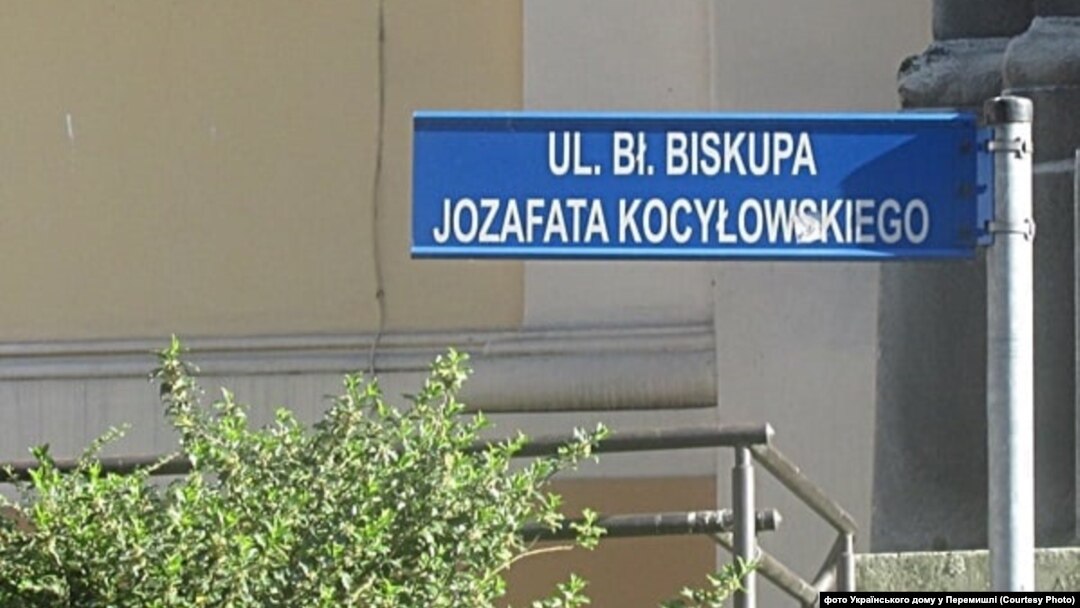 UL. Bł. BISKUPA
JOZAFATA KOCYŁOWSKIEGO
фото Українського дому у Перемишлі (Courtesy Photo)